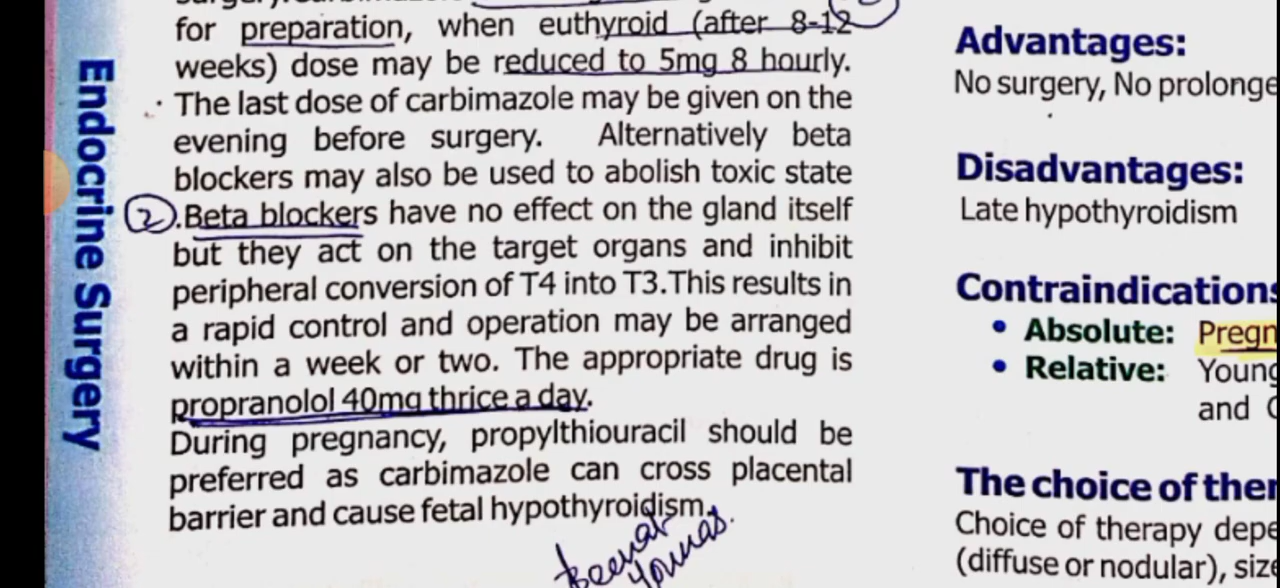 Endocrine Surgery
for preparation, when euthyroid (after 8-12
weeks) dose may be reduced to 5mg 8 hourly.
The last dose of carbimazole may be given on the
evening before surgery. Alternatively beta
blockers may also be used to abolish toxic state
2 .Beta blockers have no effect on the gland itself
but they act on the target organs and inhibit
peripheral conversion of T4 into T3.This results in
a rapid control and operation may be arranged
within a week or two. The appropriate drug is
propranolol 40mg thrice a day.
During pregnancy, propylthiouracil should be
preferred as carbimazole can cross placental
barrier and cause fetal hypothyroidism.
Advantages:
No surgery, No
Disadvantages:
Late hypothyroidism
Contraindications
• Absolute:
• Relative:
and
The choice of
Choice of therapy
(diffuse or nodular),